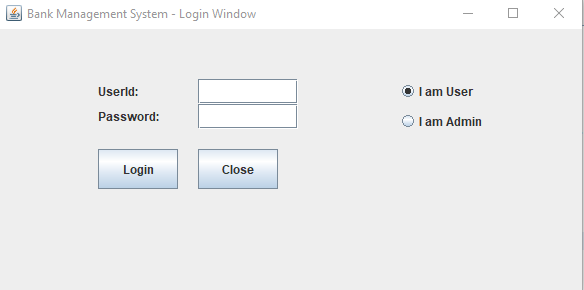 Bank Management System - Login Window
UserId:
I am User
Password:
I am Admin
Login
Close